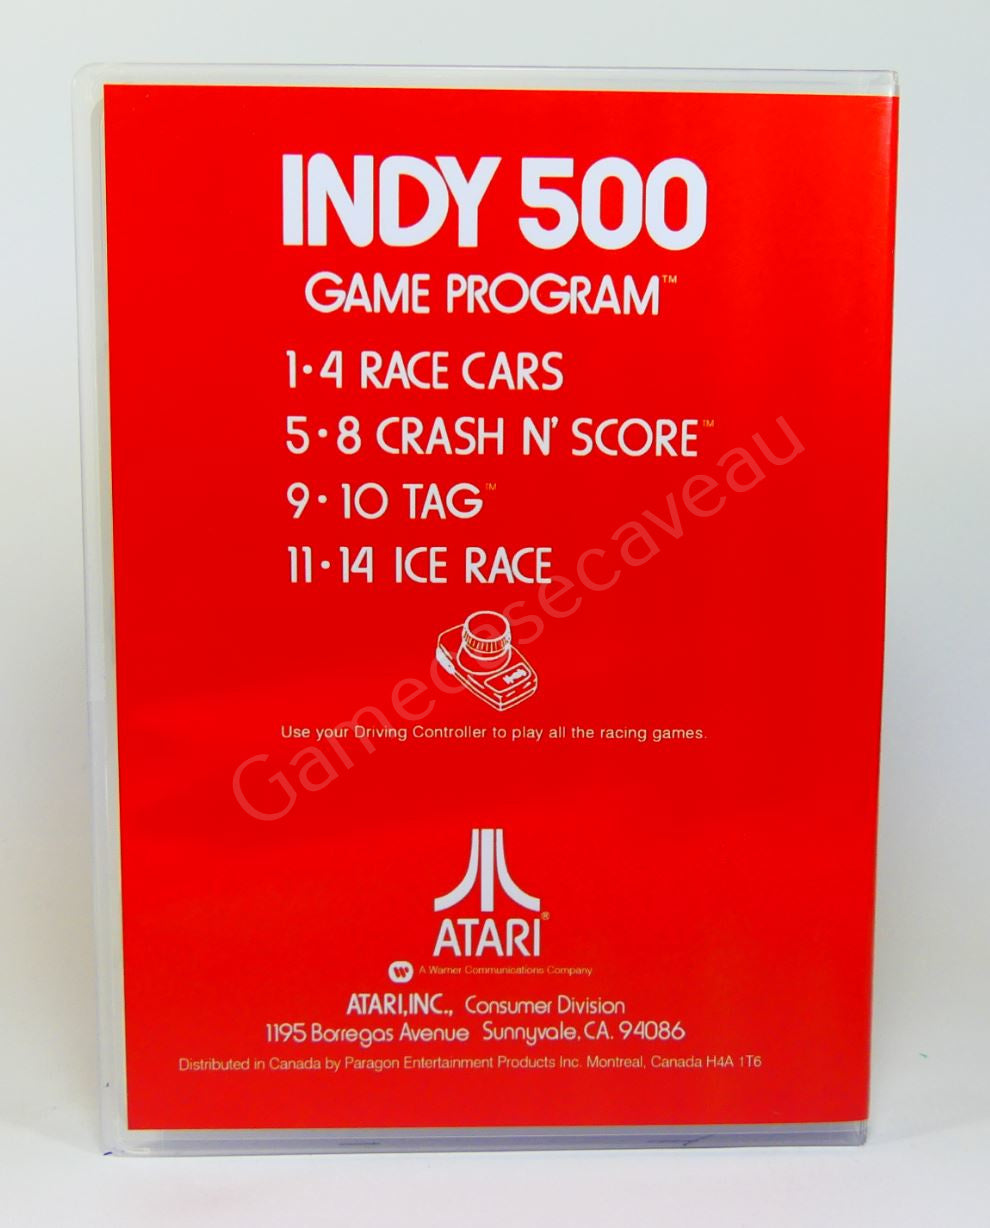 INDY 500
GAME PROGRAM™
1·4 RACE CARS
5·8 CRASH N' SCORE™
9·10 TAG™
11·14 ICE RACE
Use your Driving Controller to play all the racing games.
ATARI®
A Warner Communications Company
ATARI, INC., Consumer Division
1195 Borregas Avenue Sunnyvale, CA. 94086
Distributed in Canada by Paragon Entertainment Products Inc. Montreal, Canada H4A 1T6
Gamecasecaveau